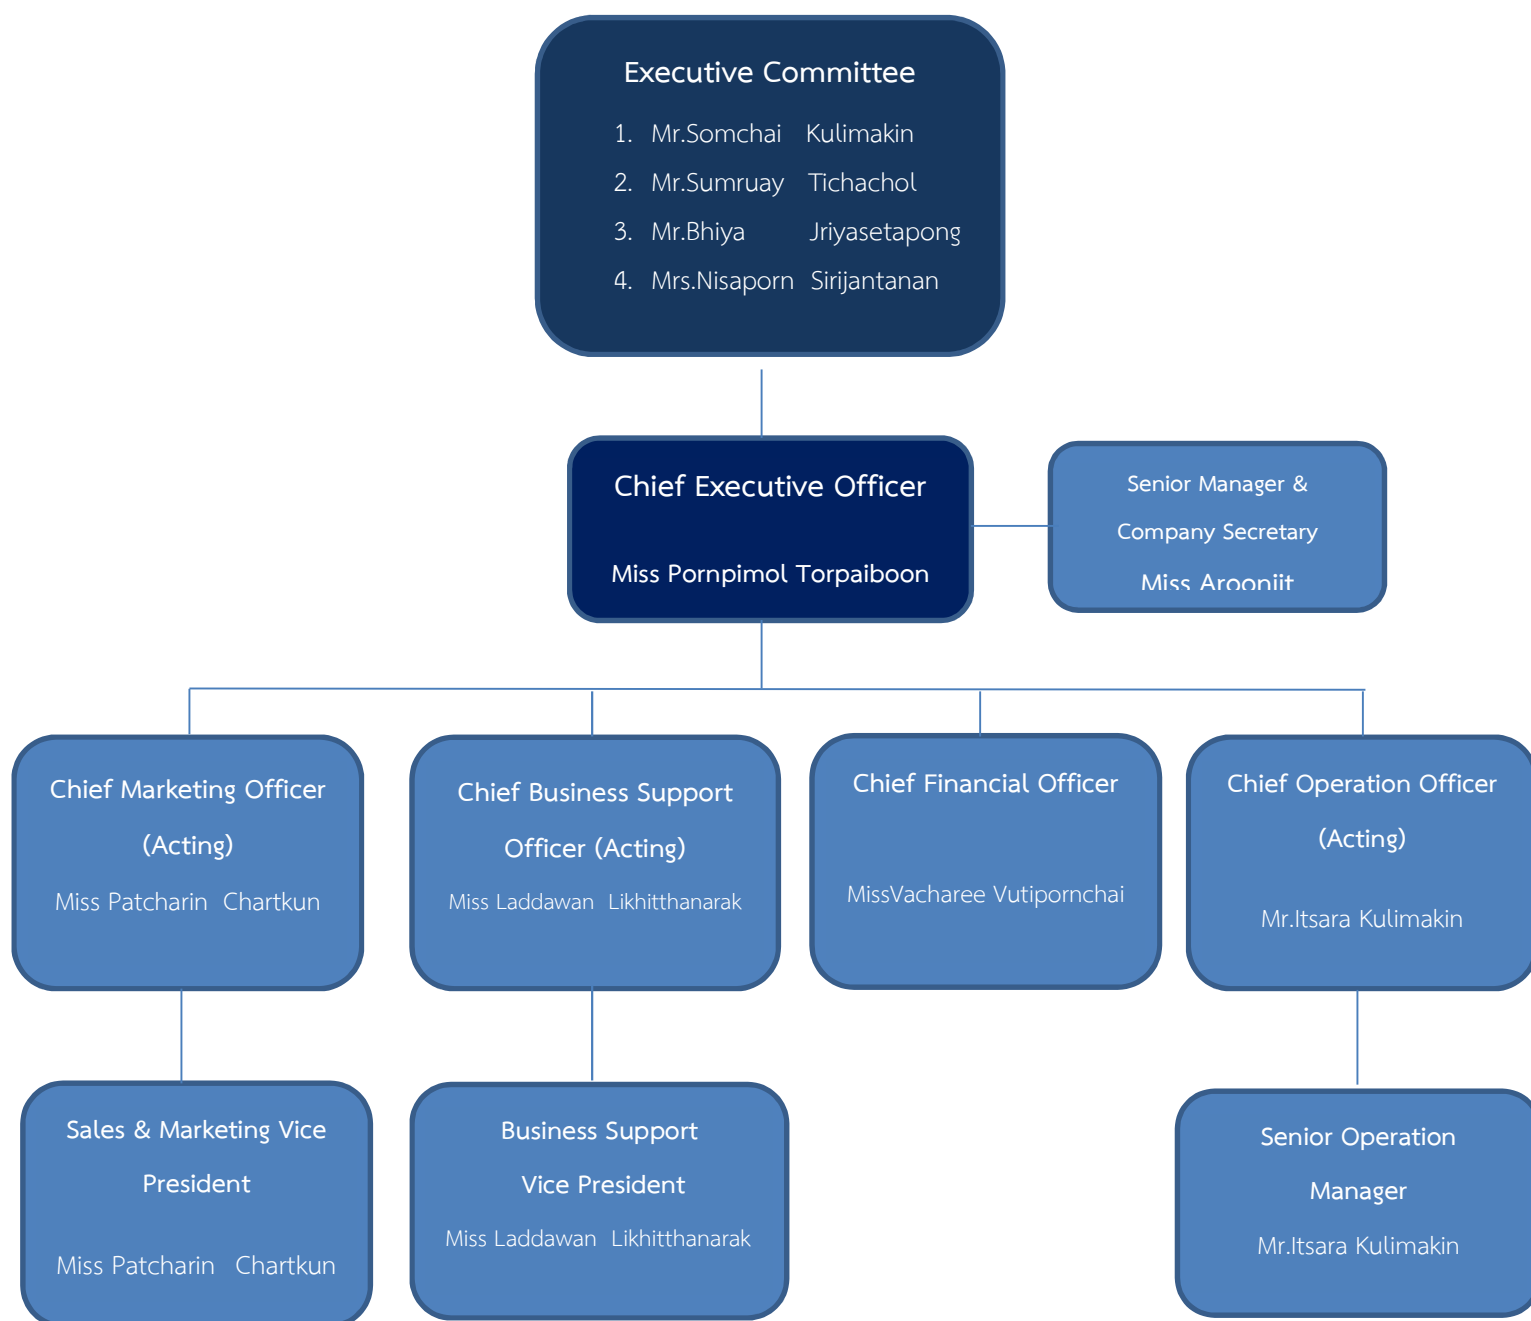 Executive Committee
1. Mr.Somchai Kulimakin
2. Mr.Sumruay Tichachol
3. Mr.Bhiya Jriyasetapong
4. Mrs.Nisaporn Sirijantanan
Chief Executive Officer
Miss Pornpimol Torpaiboon
Senior Manager &
Company Secretary
Miss Aroonjit
Chief Marketing Officer
(Acting)
Miss Patcharin Chartkun
Chief Business Support
Officer (Acting)
Miss Laddawan Likhitthanarak
Chief Financial Officer
MissVacharee Vutipornchai
Chief Operation Officer
(Acting)
Mr.Itsara Kulimakin
Sales & Marketing Vice
President
Miss Patcharin Chartkun
Business Support
Vice President
Miss Laddawan Likhitthanarak
Senior Operation
Manager
Mr.Itsara Kulimakin